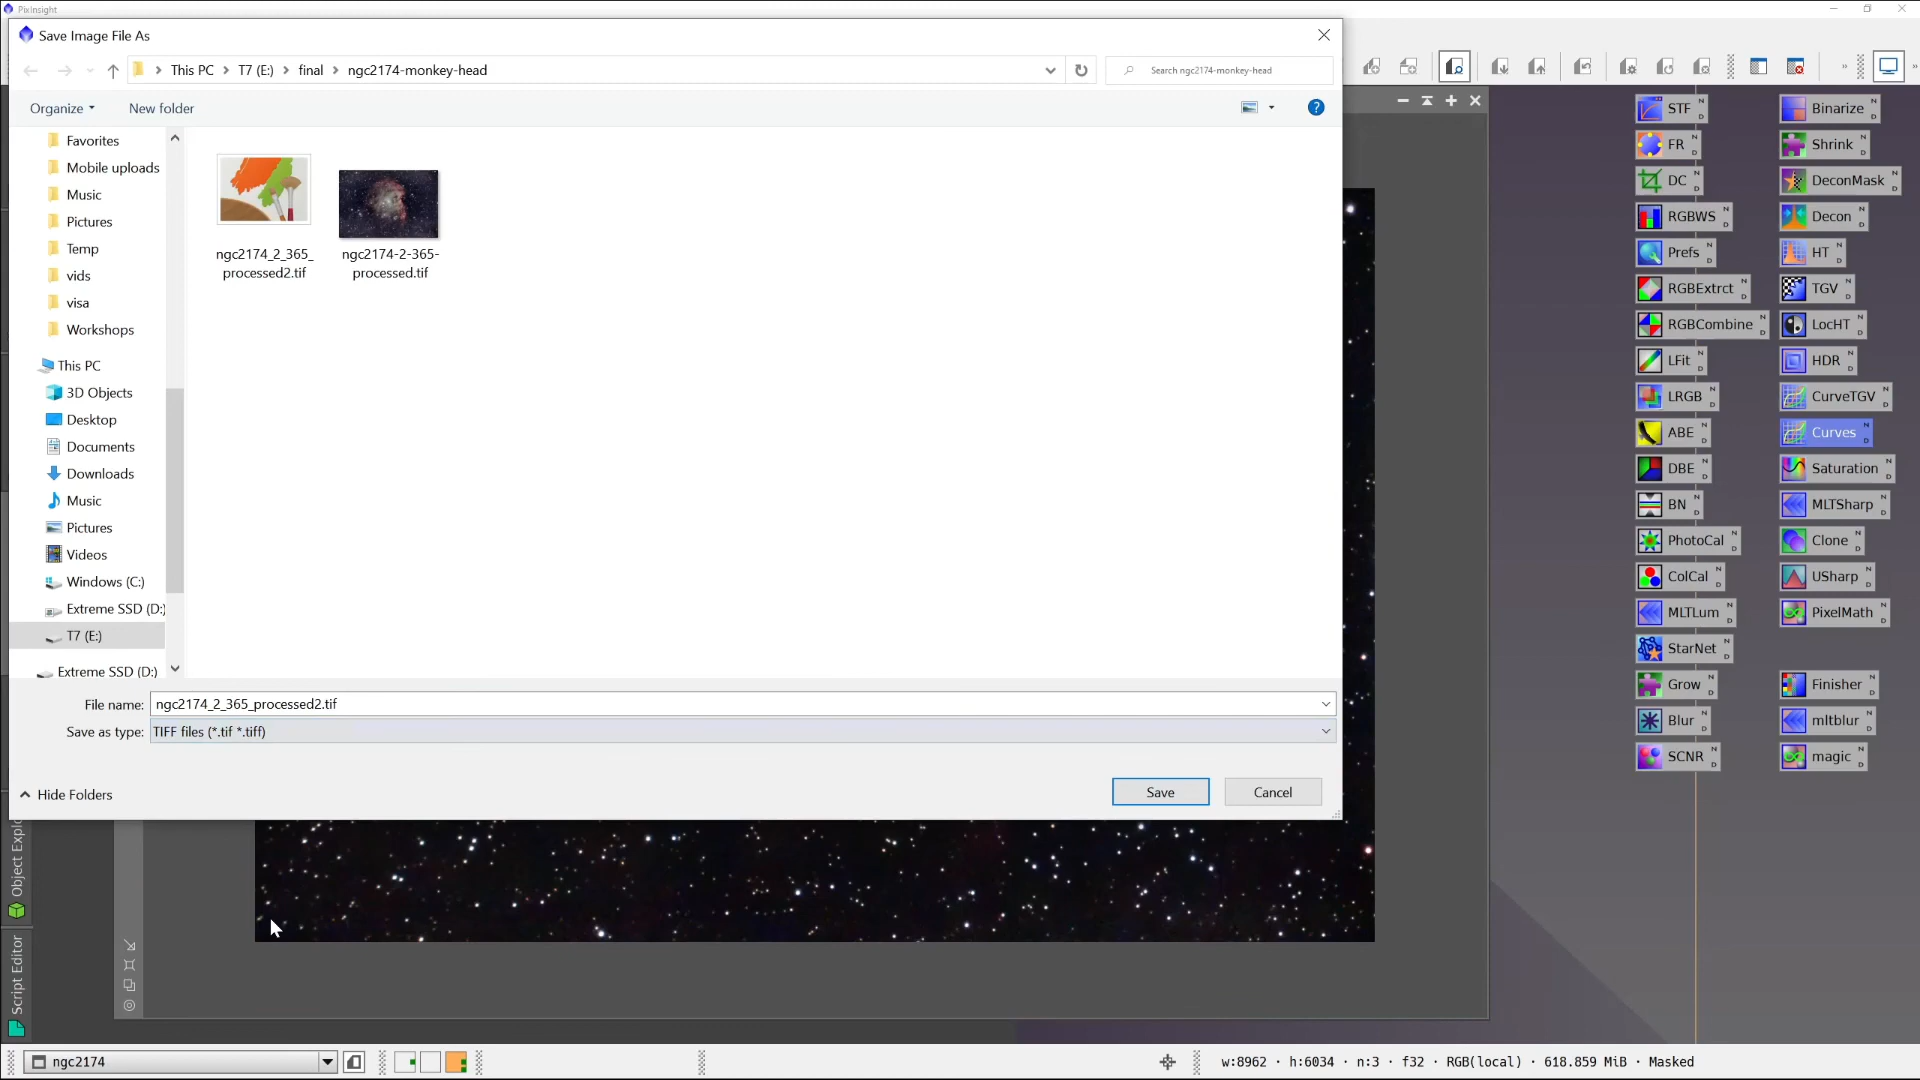 PixInsight
Save Image File As
This PC
T7 (E:)
final
ngc2174-monkey-head
Search ngc2174-monkey-head
Organize
New folder
?
Favorites
Mobile uploads
Music
Pictures
Temp
vids
visa
Workshops
This PC
3D Objects
Desktop
Documents
Downloads
Music
Pictures
Videos
Windows (C:)
Extreme SSD (D:)
T7 (E:)
Extreme SSD (D:)
ngc2174_2_365_
processed2.tif
ngc2174-2-365-
processed.tif
File name:
ngc2174_2_365_processed2.tif
Save as type:
TIFF files (*.tif *.tiff)
Hide Folders
Save
Cancel
STF
FR
DC
RGBWS
Prefs
RGBExtrct
RGBCombine
LFit
LRGB
ABE
DBE
BN
PhotoCal
ColCal
MLTLum
StarNet
Grow
Blur
SCNR
Binarize
Shrink
DeconMask
Decon
HT
TGV
LocHT
HDR
CurveTGV
Curves
Saturation
MLTSharp
Clone
USharp
PixelMath
Finisher
mltblur
magic
Object Explo
Script Editor
ngc2174
w:8962 · h:6034 · n:3 · f32 · RGB(local) · 618.859 MiB · Masked